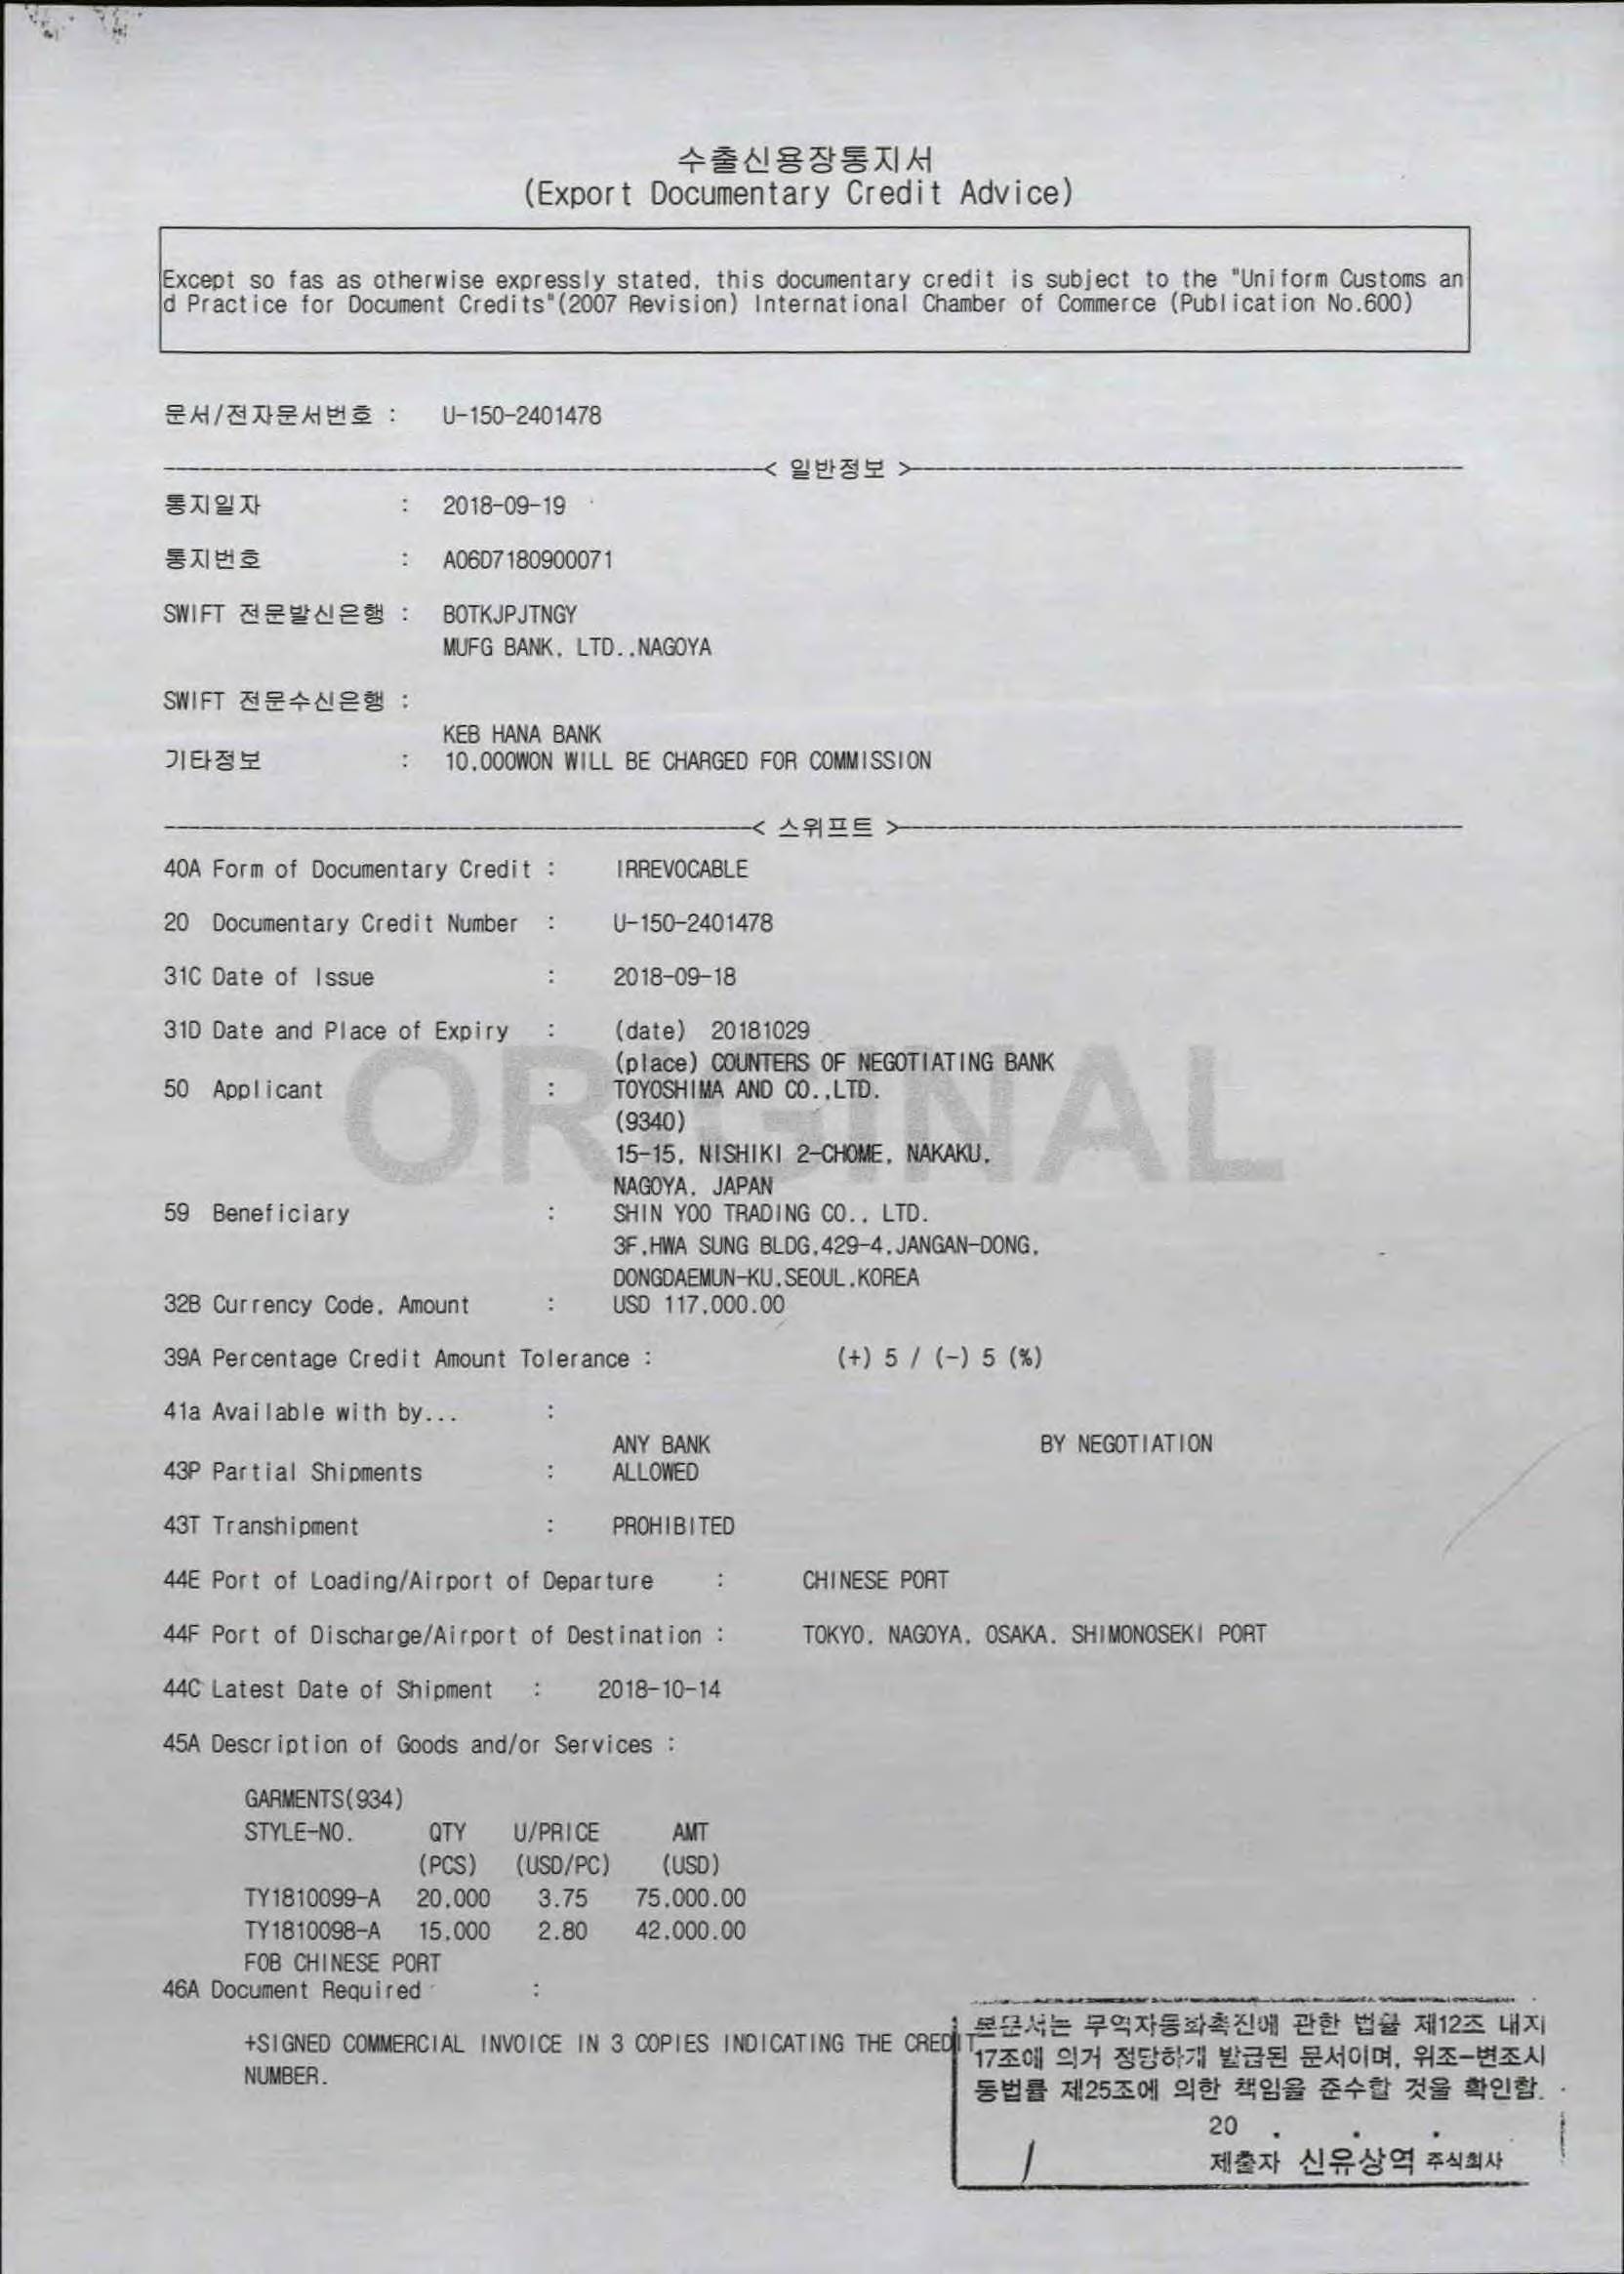 수출신용장통지서
(Export Documentary Credit Advice)
Except so fas as otherwise expressly stated, this documentary credit is subject to the "Uniform Customs an
d Practice for Document Credits"(2007 Revision) International Chamber of Commerce (Publication No.600)
문서/전자문서번호 : U-150-2401478
< 일반정보 >
통지일자 : 2018-09-19
통지번호 : A06D7180900071
SWIFT 전문발신은행 : BOTKJPJTNGY
MUFG BANK, LTD.,NAGOYA
SWIFT 전문수신은행 :
KEB HANA BANK
기타정보 : 10,000WON WILL BE CHARGED FOR COMMISSION
< 스위프트 >
40A Form of Documentary Credit : IRREVOCABLE
20 Documentary Credit Number : U-150-2401478
31C Date of Issue : 2018-09-18
31D Date and Place of Expiry : (date) 20181029
(place) COUNTERS OF NEGOTIATING BANK
50 Applicant : TOYOSHIMA AND CO.,LTD.
(9340)
ORIGINAL
15-15, NISHIKI 2-CHOME, NAKAKU,
NAGOYA, JAPAN
59 Beneficiary : SHIN YOO TRADING CO., LTD.
3F,HWA SUNG BLDG,429-4,JANGAN-DONG,
DONGDAEMUN-KU,SEOUL,KOREA
32B Currency Code, Amount : USD 117,000.00
39A Percentage Credit Amount Tolerance : (+) 5 / (-) 5 (%)
41a Available with by... :
ANY BANK BY NEGOTIATION
43P Partial Shipments : ALLOWED
43T Transhipment : PROHIBITED
44E Port of Loading/Airport of Departure : CHINESE PORT
44F Port of Discharge/Airport of Destination : TOKYO, NAGOYA, OSAKA, SHIMONOSEKI PORT
44C Latest Date of Shipment : 2018-10-14
45A Description of Goods and/or Services :
GARMENTS(934)
STYLE-NO. QTY U/PRICE AMT
(PCS) (USD/PC) (USD)
TY1810099-A 20,000 3.75 75,000.00
TY1810098-A 15,000 2.80 42,000.00
FOB CHINESE PORT
46A Document Required :
+SIGNED COMMERCIAL INVOICE IN 3 COPIES INDICATING THE CREDIT
NUMBER.
본문서는 무역자동화촉진에 관한 법률 제12조 내지
17조에 의거 정당하게 발급된 문서이며, 위조-변조시
동법률 제25조에 의한 책임을 준수할 것을 확인함.
20 . . .
제출자 신유상역 주식회사